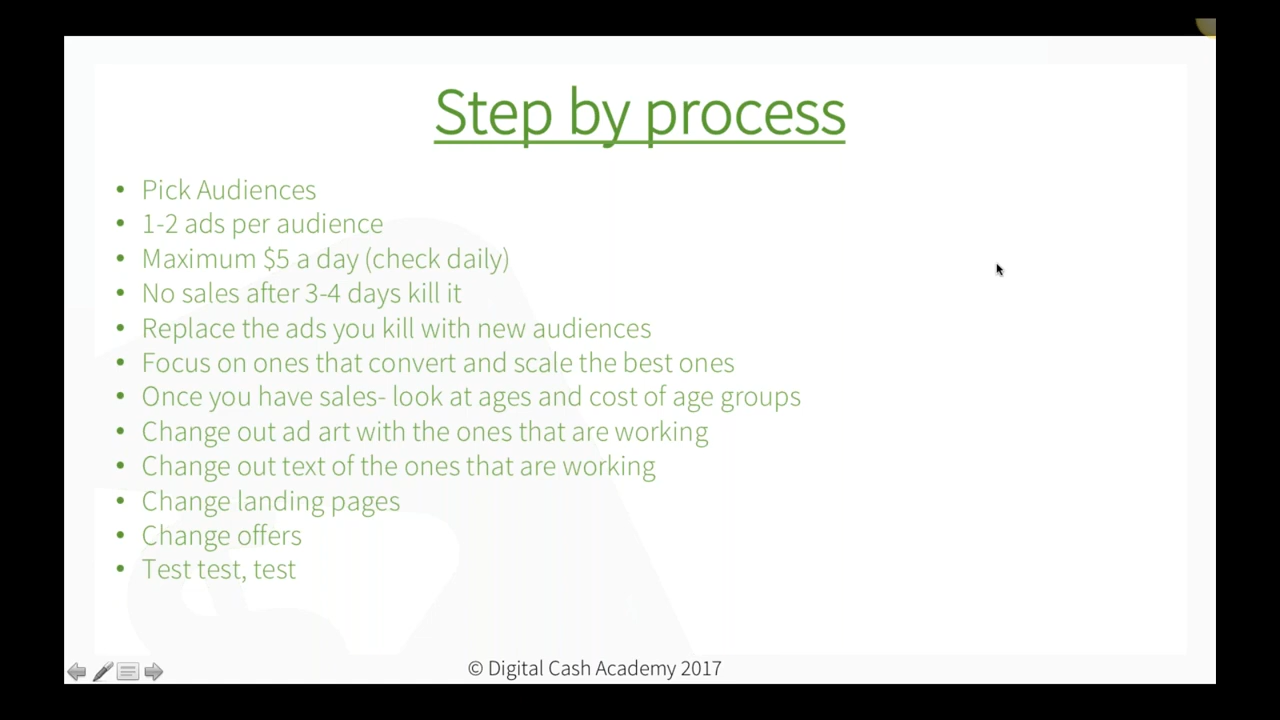 Step by process
• Pick Audiences
• 1-2 ads per audience
• Maximum $5 a day (check daily)
• No sales after 3-4 days kill it
• Replace the ads you kill with new audiences
• Focus on ones that convert and scale the best ones
• Once you have sales- look at ages and cost of age groups
• Change out ad art with the ones that are working
• Change out text of the ones that are working
• Change landing pages
• Change offers
• Test test, test
© Digital Cash Academy 2017